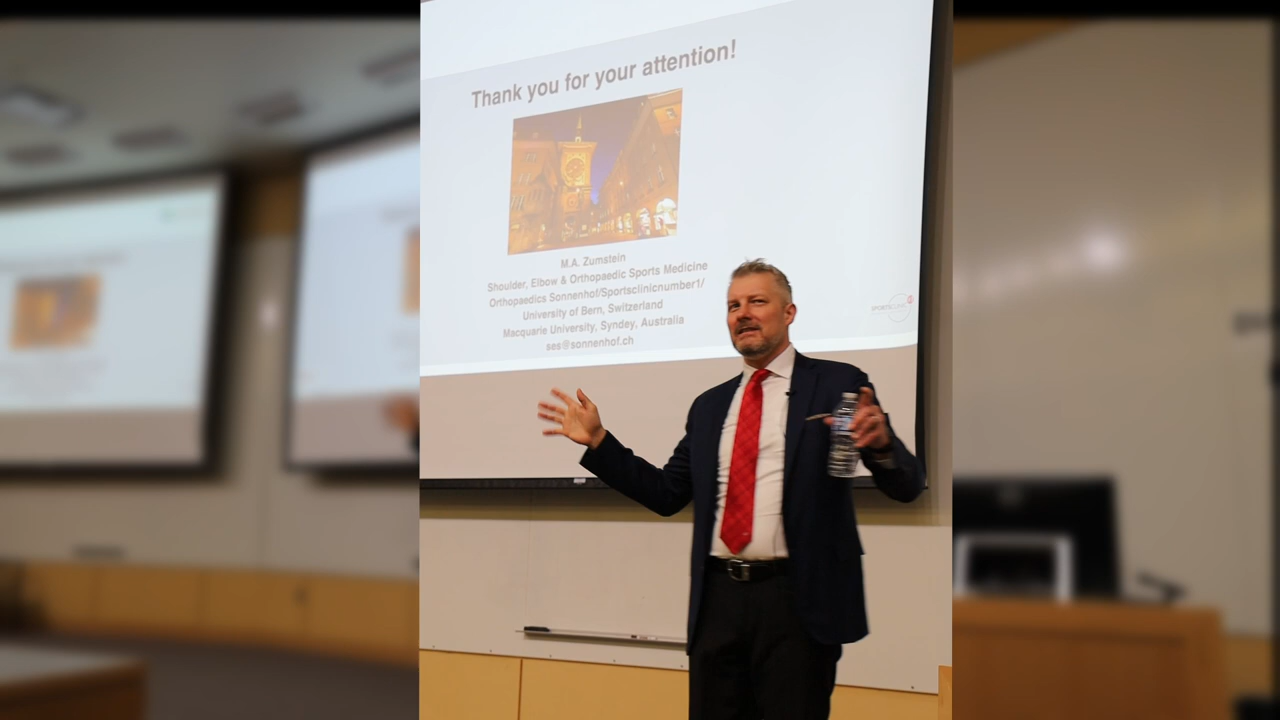 Thank you for your attention!
M.A. Zumstein
Shoulder, Elbow & Orthopaedic Sports Medicine
Orthopaedics Sonnenhof/Sportsclinicnumber1/
University of Bern, Switzerland
Macquarie University, Syndey, Australia
ses@sonnenhof.ch